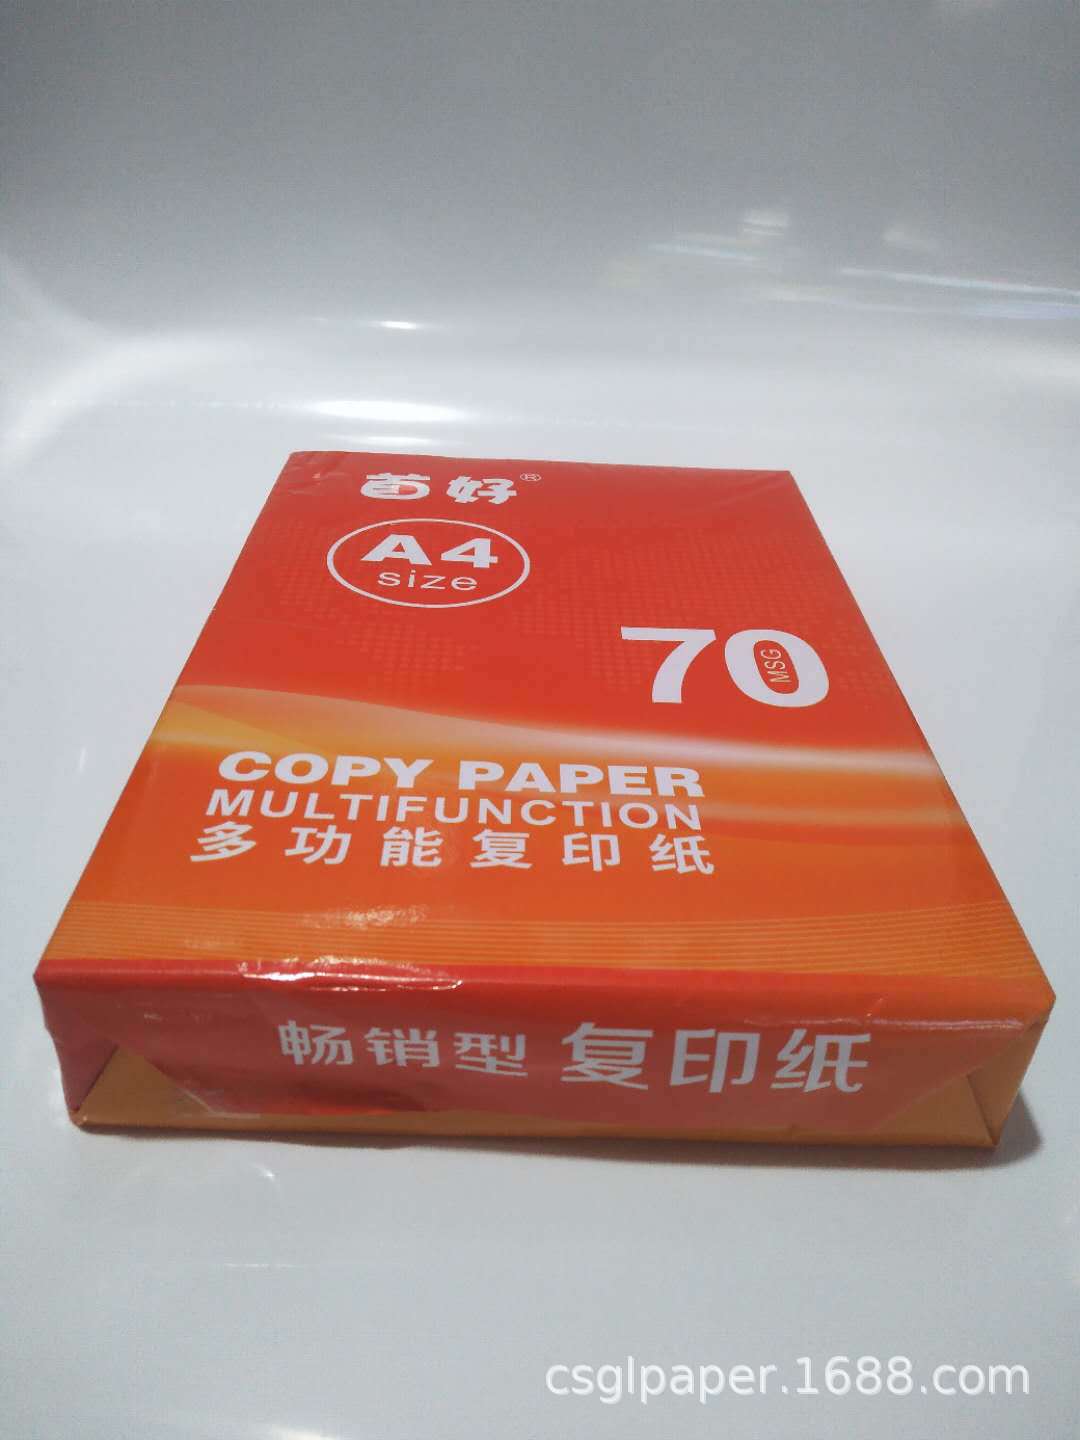 首好®
A4
size
70
MSG
COPY PAPER
MULTIFUNCTION
多功能复印纸
畅销型 复印纸
csglpaper.1688.com